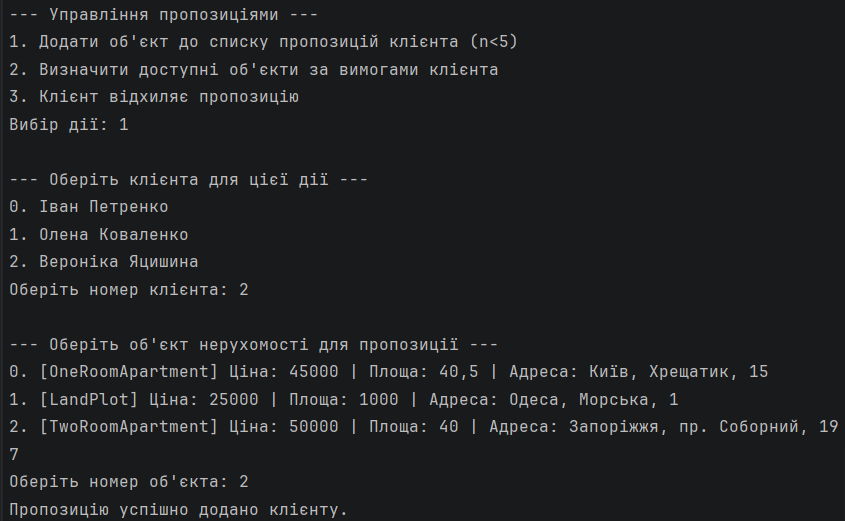 --- Управління пропозиціями ---
1. Додати об'єкт до списку пропозицій клієнта (n<5)
2. Визначити доступні об'єкти за вимогами клієнта
3. Клієнт відхиляє пропозицію
Вибір дії: 1
--- Оберіть клієнта для цієї дії ---
0. Іван Петренко
1. Олена Коваленко
2. Вероніка Яцишина
Оберіть номер клієнта: 2
--- Оберіть об'єкт нерухомості для пропозиції ---
0. [OneRoomApartment] Ціна: 45000 | Площа: 40,5 | Адреса: Київ, Хрещатик, 15
1. [LandPlot] Ціна: 25000 | Площа: 1000 | Адреса: Одеса, Морська, 1
2. [TwoRoomApartment] Ціна: 50000 | Площа: 40 | Адреса: Запоріжжя, пр. Соборний, 19
7
Оберіть номер об'єкта: 2
Пропозицію успішно додано клієнту.